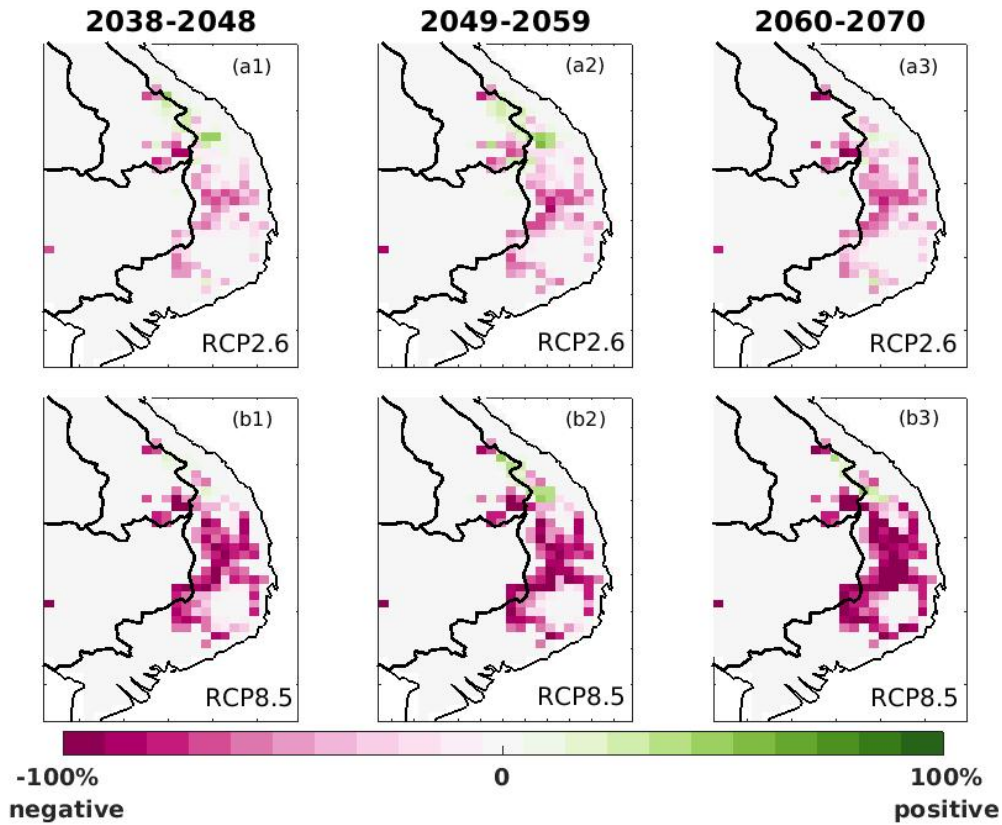 2038-2048 2049-2059 2060-2070
(a1) (a2) (a3)
RCP2.6 RCP2.6 RCP2.6
(b1) (b2) (b3)
RCP8.5 RCP8.5 RCP8.5
-100% 0 100%
negative positive